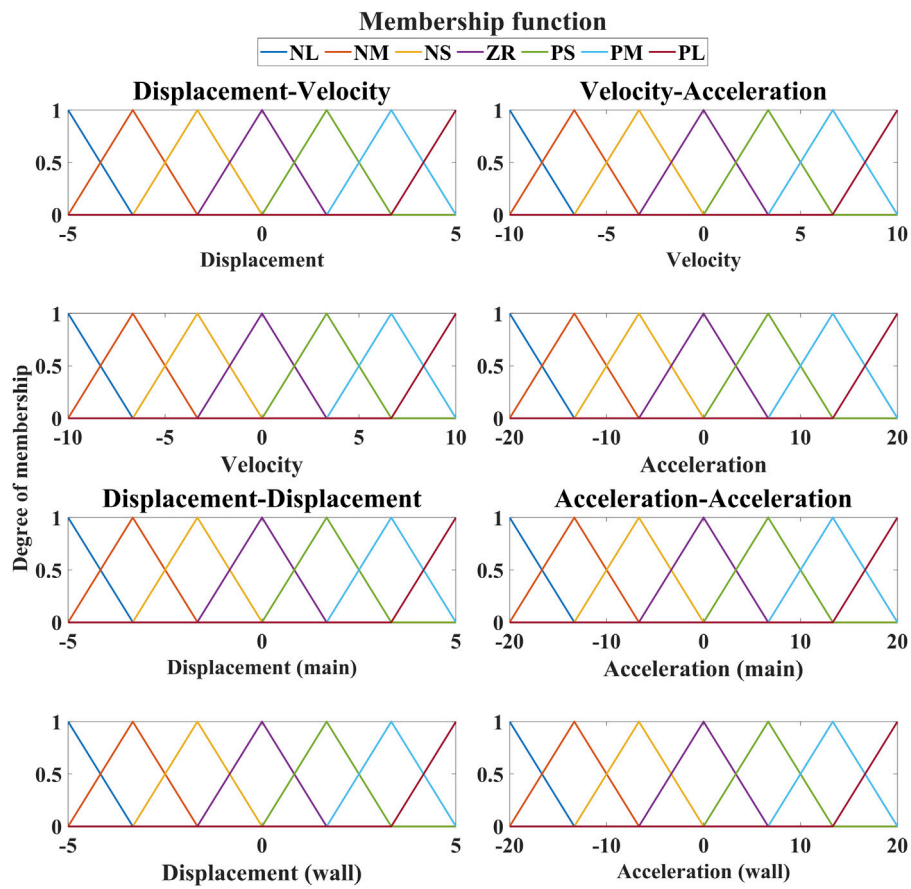 Membership function
NL NM NS ZR PS PM PL
Degree of membership
Displacement-Velocity
1
0.5
0
-5 0 5
Displacement
Velocity-Acceleration
1
0.5
0
-10 -5 0 5 10
Velocity
1
0.5
0
-10 -5 0 5 10
Velocity
1
0.5
0
-20 -10 0 10 20
Acceleration
Displacement-Displacement
1
0.5
0
-5 0 5
Displacement (main)
Acceleration-Acceleration
1
0.5
0
-20 -10 0 10 20
Acceleration (main)
1
0.5
0
-5 0 5
Displacement (wall)
1
0.5
0
-20 -10 0 10 20
Acceleration (wall)